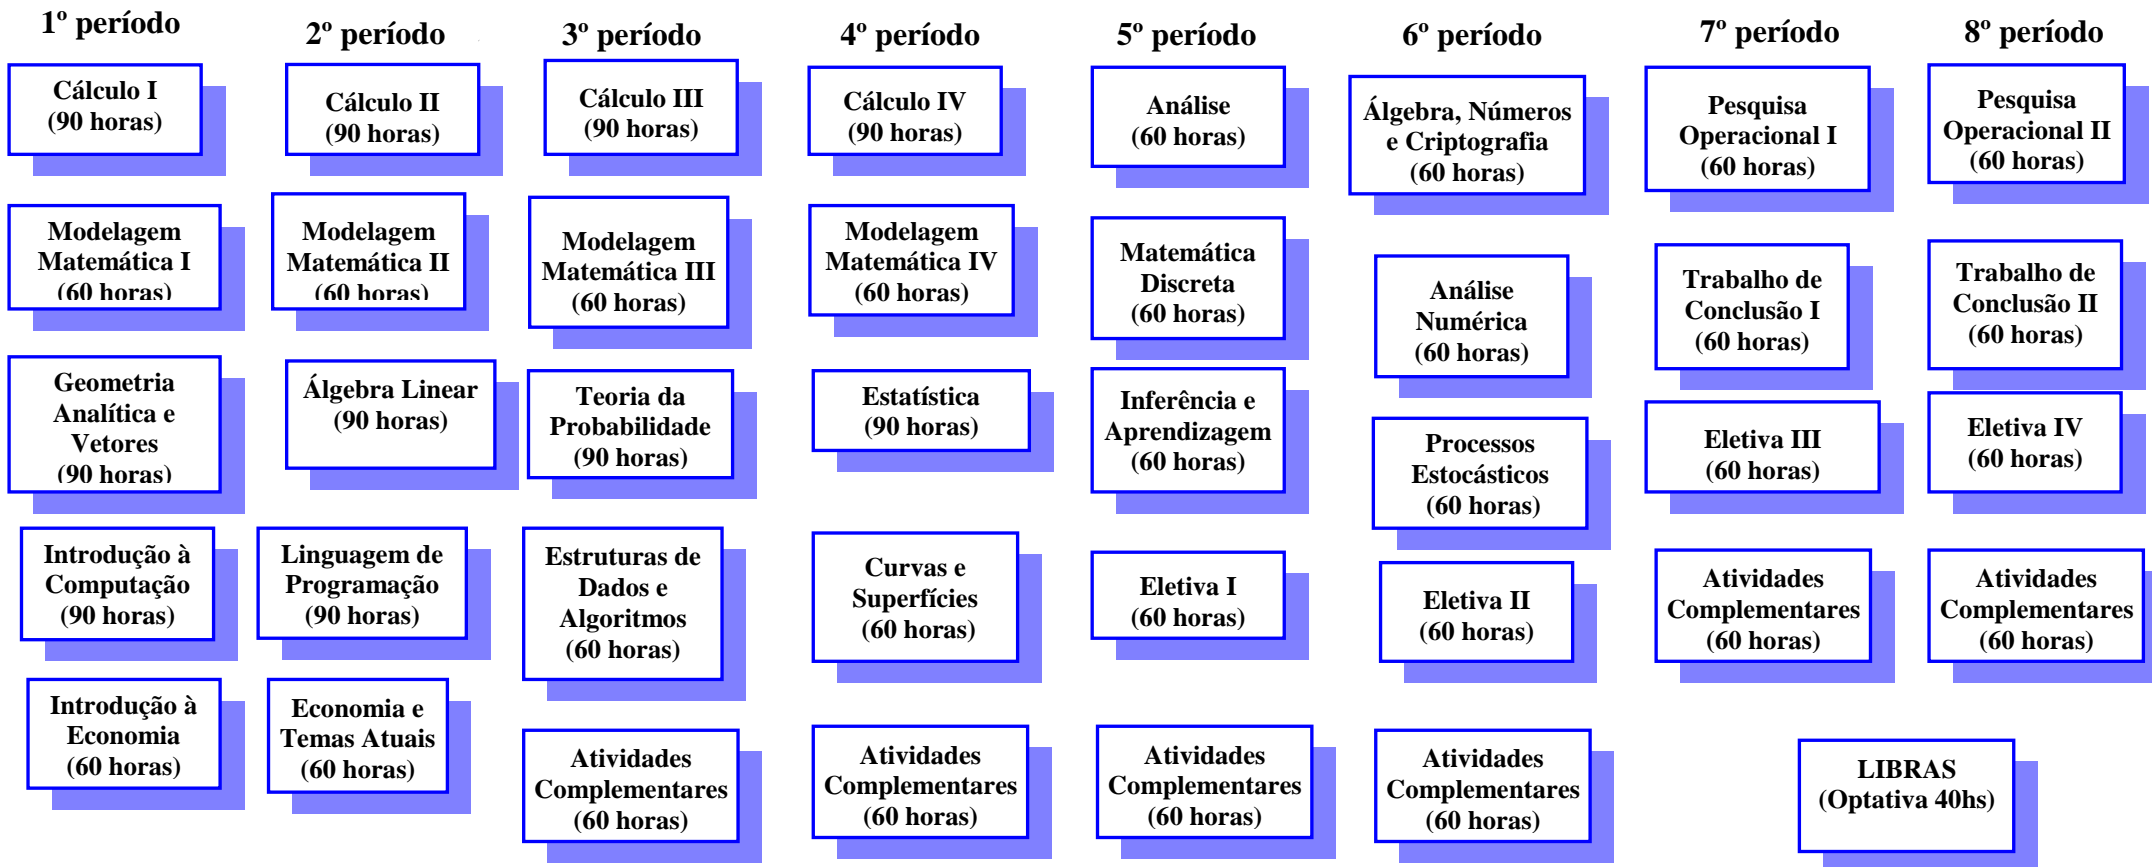 1º período
Cálculo I
(90 horas)
Modelagem
Matemática I
(60 horas)
Geometria
Analítica e
Vetores
(90 horas)
Introdução à
Computação
(90 horas)
Introdução à
Economia
(60 horas)
2º período
Cálculo II
(90 horas)
Modelagem
Matemática II
(60 horas)
Álgebra Linear
(90 horas)
Linguagem de
Programação
(90 horas)
Economia e
Temas Atuais
(60 horas)
3º período
Cálculo III
(90 horas)
Modelagem
Matemática III
(60 horas)
Teoria da
Probabilidade
(90 horas)
Estruturas de
Dados e
Algoritmos
(60 horas)
Atividades
Complementares
(60 horas)
4º período
Cálculo IV
(90 horas)
Modelagem
Matemática IV
(60 horas)
Estatística
(90 horas)
Curvas e
Superfícies
(60 horas)
Atividades
Complementares
(60 horas)
5º período
Análise
(60 horas)
Matemática
Discreta
(60 horas)
Inferência e
Aprendizagem
(60 horas)
Eletiva I
(60 horas)
Atividades
Complementares
(60 horas)
6º período
Álgebra, Números
e Criptografia
(60 horas)
Análise
Numérica
(60 horas)
Processos
Estocásticos
(60 horas)
Eletiva II
(60 horas)
Atividades
Complementares
(60 horas)
7º período
Pesquisa
Operacional I
(60 horas)
Trabalho de
Conclusão I
(60 horas)
Eletiva III
(60 horas)
Atividades
Complementares
(60 horas)
8º período
Pesquisa
Operacional II
(60 horas)
Trabalho de
Conclusão II
(60 horas)
Eletiva IV
(60 horas)
Atividades
Complementares
(60 horas)
LIBRAS
(Optativa 40hs)